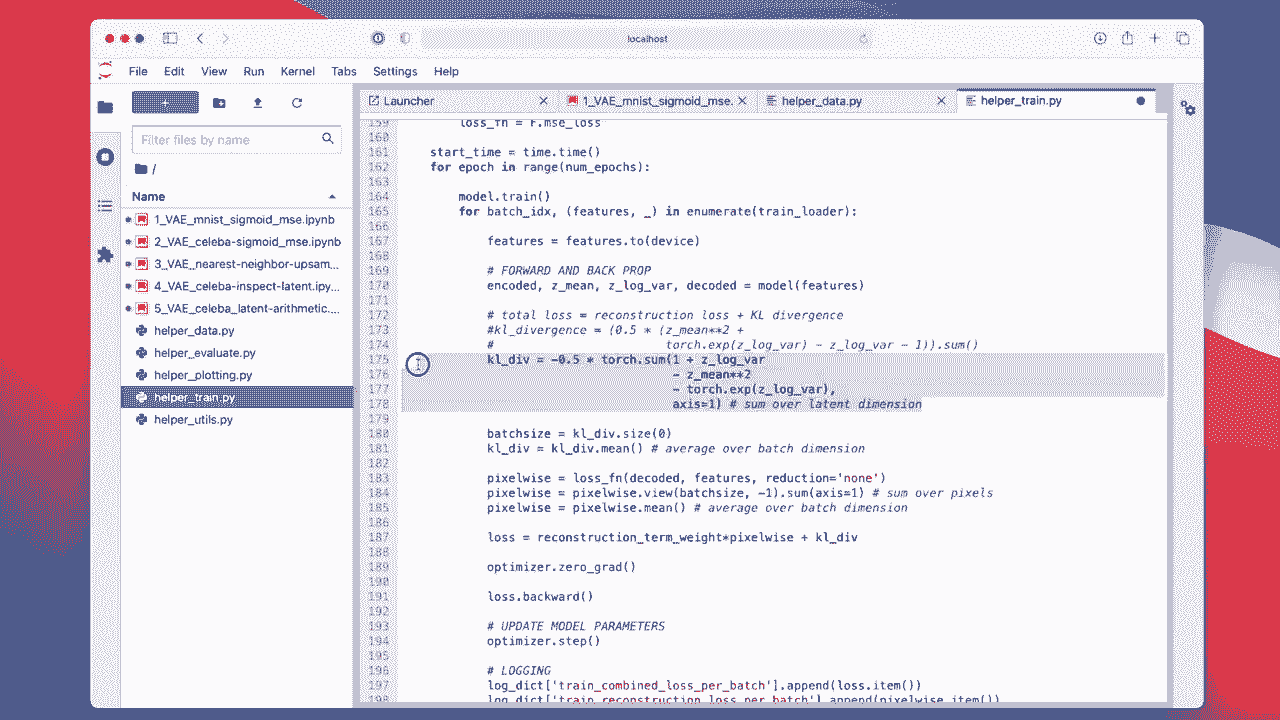 localhost
File Edit View Run Kernel Tabs Settings Help
+
Launcher
1_VAE_mnist_sigmoid_mse.
helper_data.py
helper_train.py
Filter files by name
/
Name
1_VAE_mnist_sigmoid_mse.ipynb
2_VAE_celeba-sigmoid_mse.ipynb
3_VAE_nearest-neighbor-upsam...
4_VAE_celeba-inspect-latent.ipy...
5_VAE_celeba_latent-arithmetic....
helper_data.py
helper_evaluate.py
helper_plotting.py
helper_train.py
helper_utils.py
159 loss_fn = F.mse_loss
160
161 start_time = time.time()
162 for epoch in range(num_epochs):
163
164 model.train()
165 for batch_idx, (features, _) in enumerate(train_loader):
166
167 features = features.to(device)
168
169 # FORWARD AND BACK PROP
170 encoded, z_mean, z_log_var, decoded = model(features)
171
172 # total loss = reconstruction loss + KL divergence
173 #kl_divergence = (0.5 * (z_mean**2 +
174 # torch.exp(z_log_var) - z_log_var - 1)).sum()
175 kl_div = -0.5 * torch.sum(1 + z_log_var
176 - z_mean**2
177 - torch.exp(z_log_var),
178 axis=1) # sum over latent dimension
179
180 batchsize = kl_div.size(0)
181 kl_div = kl_div.mean() # average over batch dimension
182
183 pixelwise = loss_fn(decoded, features, reduction='none')
184 pixelwise = pixelwise.view(batchsize, -1).sum(axis=1) # sum over pixels
185 pixelwise = pixelwise.mean() # average over batch dimension
186
187 loss = reconstruction_term_weight*pixelwise + kl_div
188
189 optimizer.zero_grad()
190
191 loss.backward()
192
193 # UPDATE MODEL PARAMETERS
194 optimizer.step()
195
196 # LOGGING
197 log_dict['train_combined_loss_per_batch'].append(loss.item())
198 log_dict['train_reconstruction_loss_per_batch'].append(pixelwise.item())